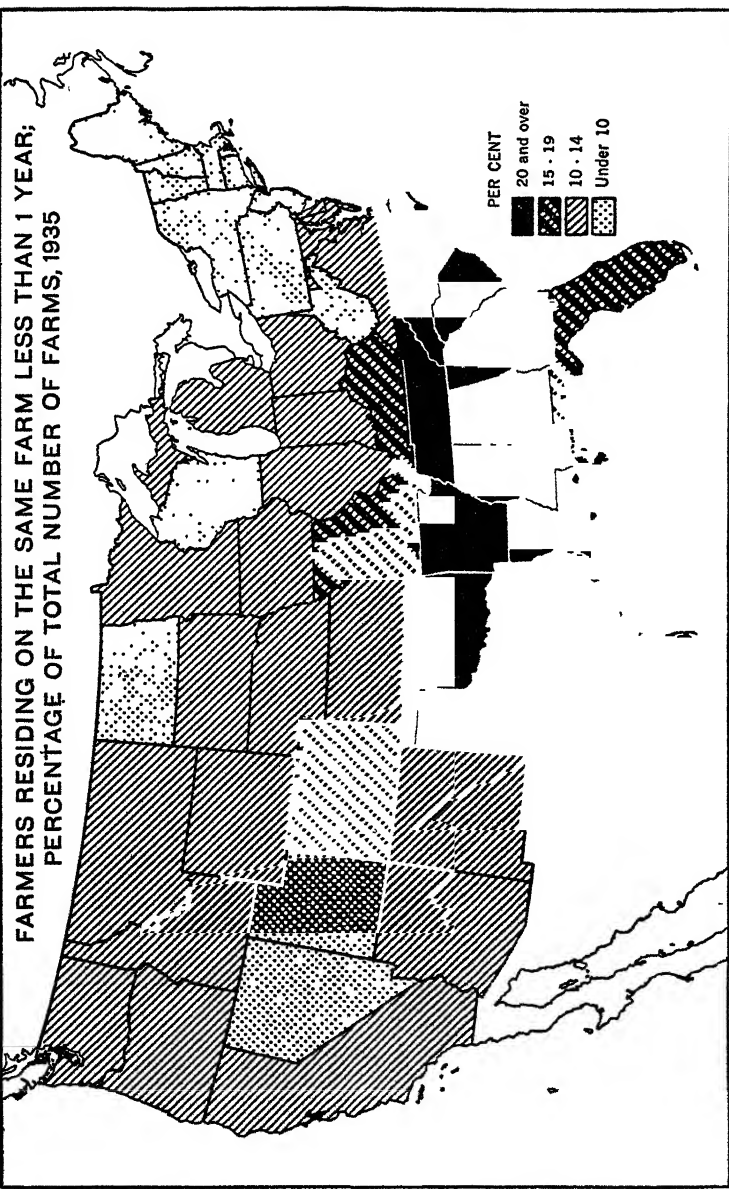 FARMERS RESIDING ON THE SAME FARM LESS THAN 1 YEAR;
PERCENTAGE OF TOTAL NUMBER OF FARMS, 1935
PER CENT
20 and over
15 - 19
10 - 14
Under 10